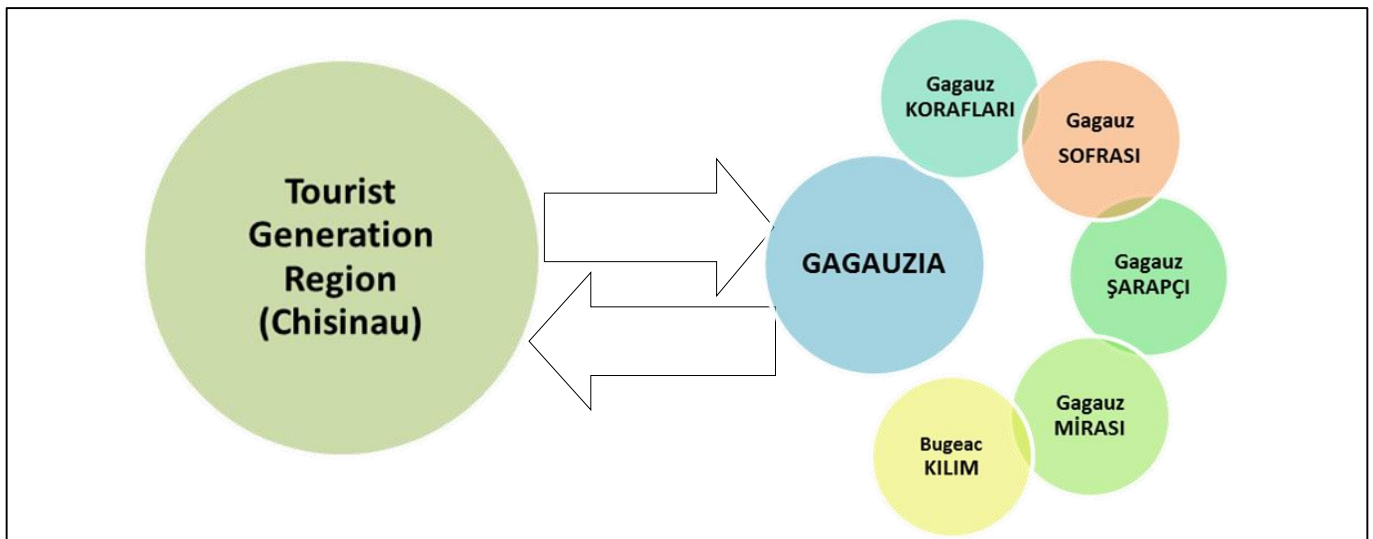 Tourist
Generation
Region
(Chisinau)
GAGAUZIA
Gagauz
KORAFLARI
Gagauz
SOFRASI
Gagauz
ŞARAPÇI
Gagauz
MİRASI
Bugeac
KILIM